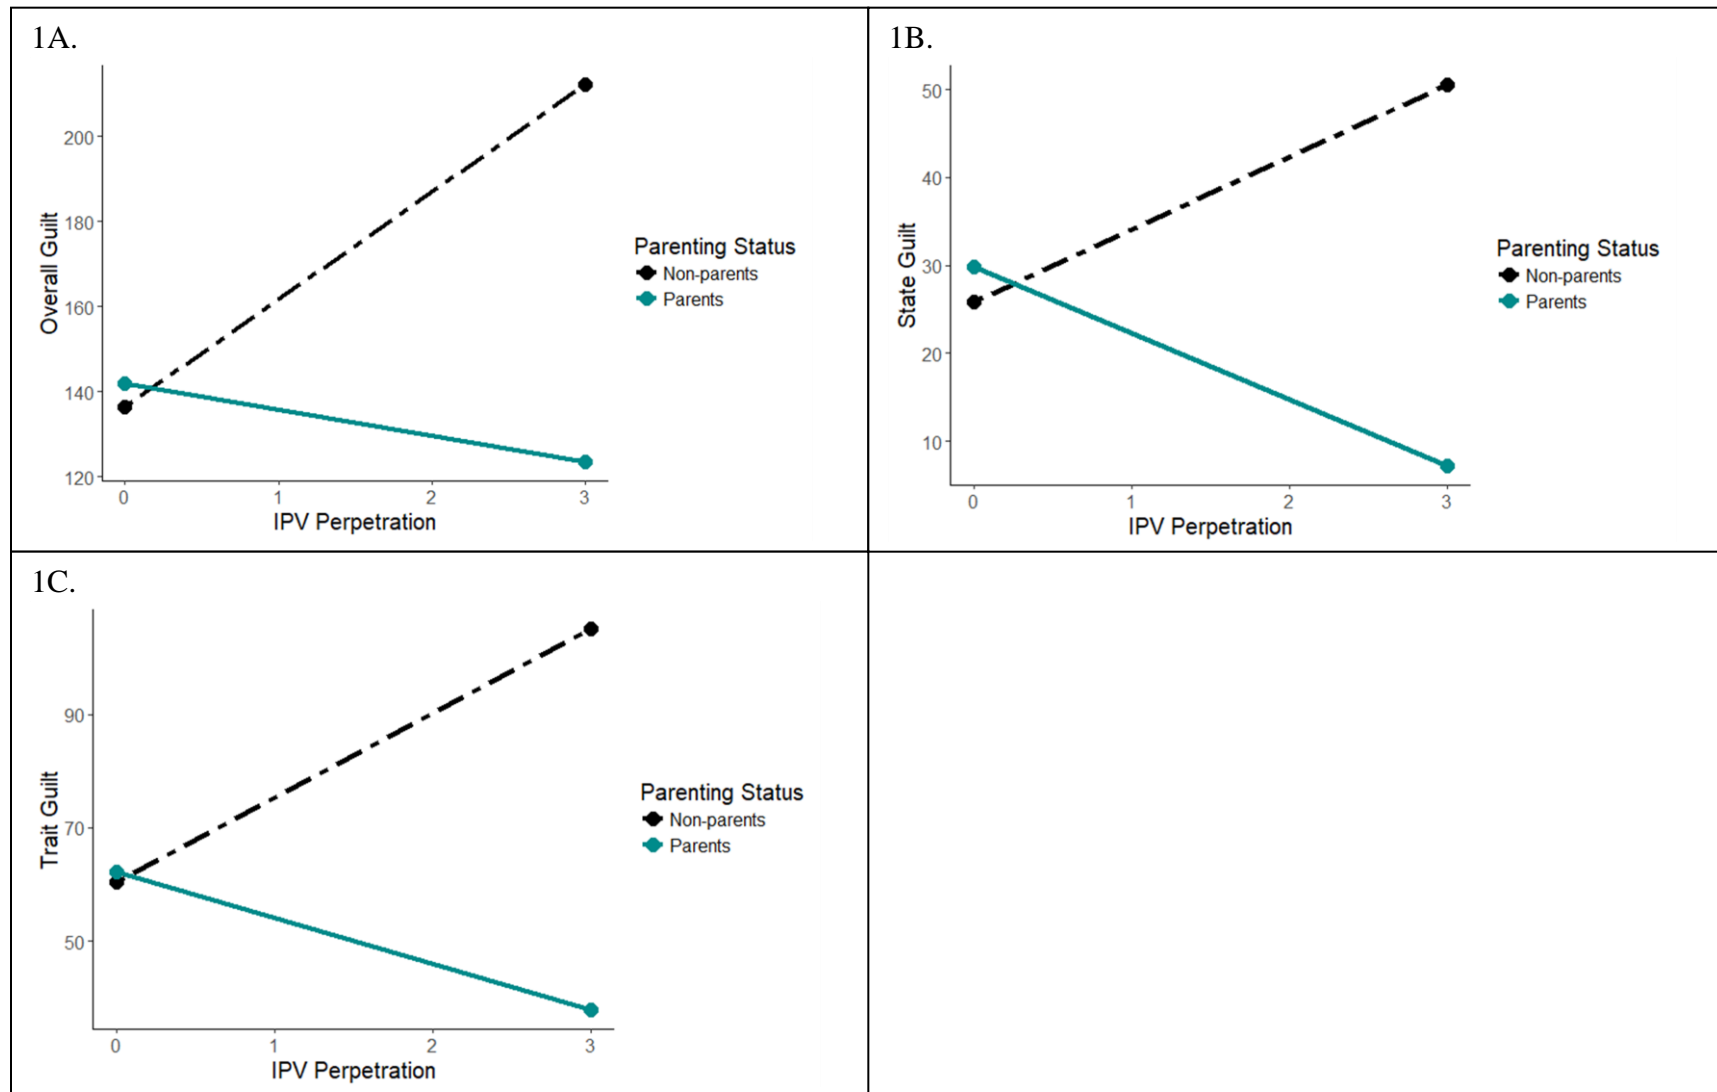 1A.
Overall Guilt
200
180
160
140
120
0 1 2 3
IPV Perpetration
Parenting Status
Non-parents
Parents
1B.
State Guilt
50
40
30
20
10
0 1 2 3
IPV Perpetration
Parenting Status
Non-parents
Parents
1C.
Trait Guilt
90
70
50
0 1 2 3
IPV Perpetration
Parenting Status
Non-parents
Parents